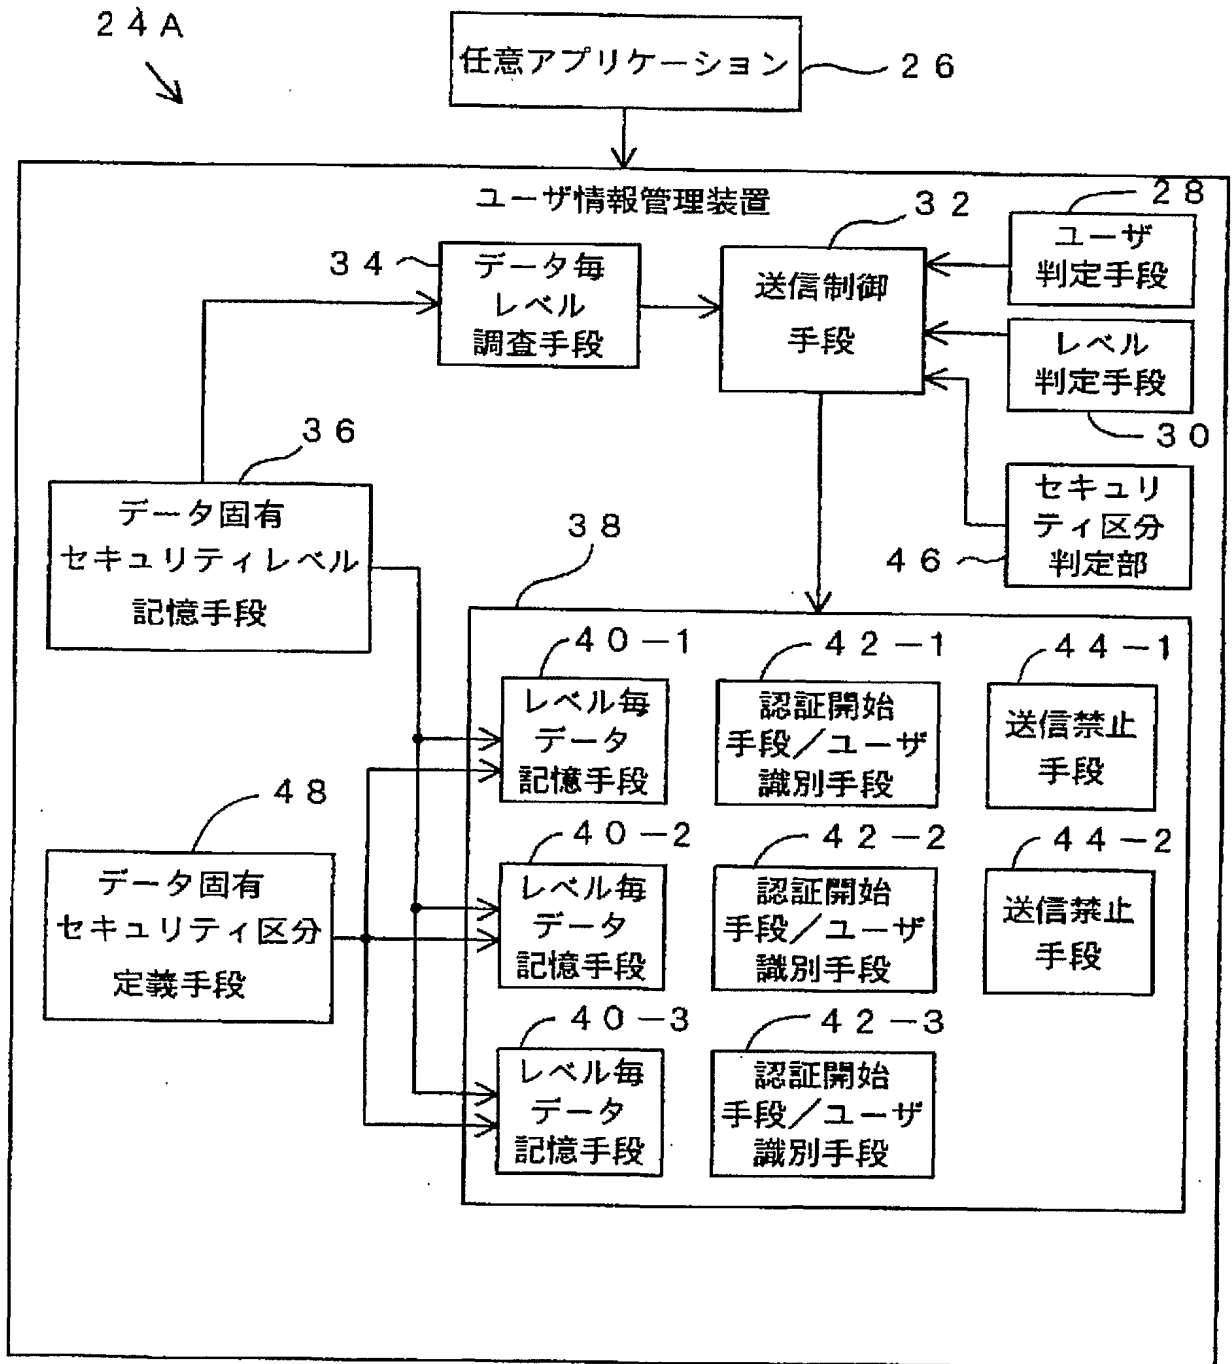 24A
任意アプリケーション
26
ユーザ情報管理装置
28
32
ユーザ
判定手段
34
データ毎
レベル
調査手段
送信制御
手段
レベル
判定手段
30
36
データ固有
セキュリティレベル
記憶手段
セキュリ
ティ区分
判定部
46
38
40-1
レベル毎
データ
記憶手段
42-1
認証開始
手段/ユーザ
識別手段
44-1
送信禁止
手段
48
データ固有
セキュリティ区分
定義手段
40-2
レベル毎
データ
記憶手段
42-2
認証開始
手段/ユーザ
識別手段
44-2
送信禁止
手段
40-3
レベル毎
データ
記憶手段
42-3
認証開始
手段/ユーザ
識別手段